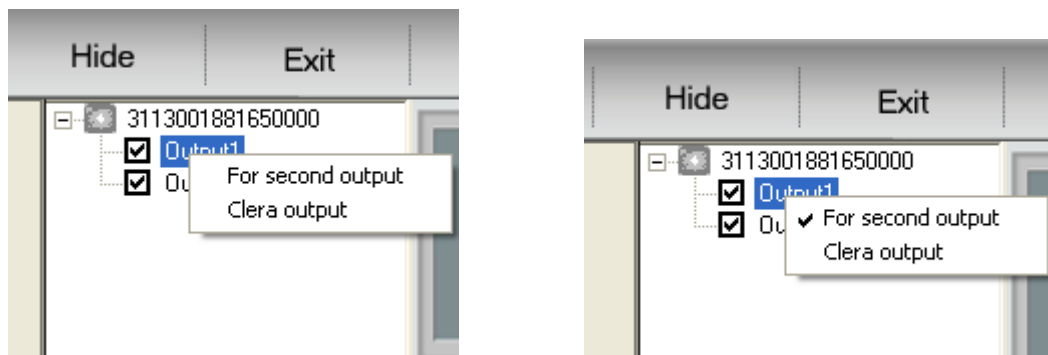 Hide Exit
3113001881650000
Output1
For second output
Clera output
Hide Exit
3113001881650000
Output1
For second output
Clera output